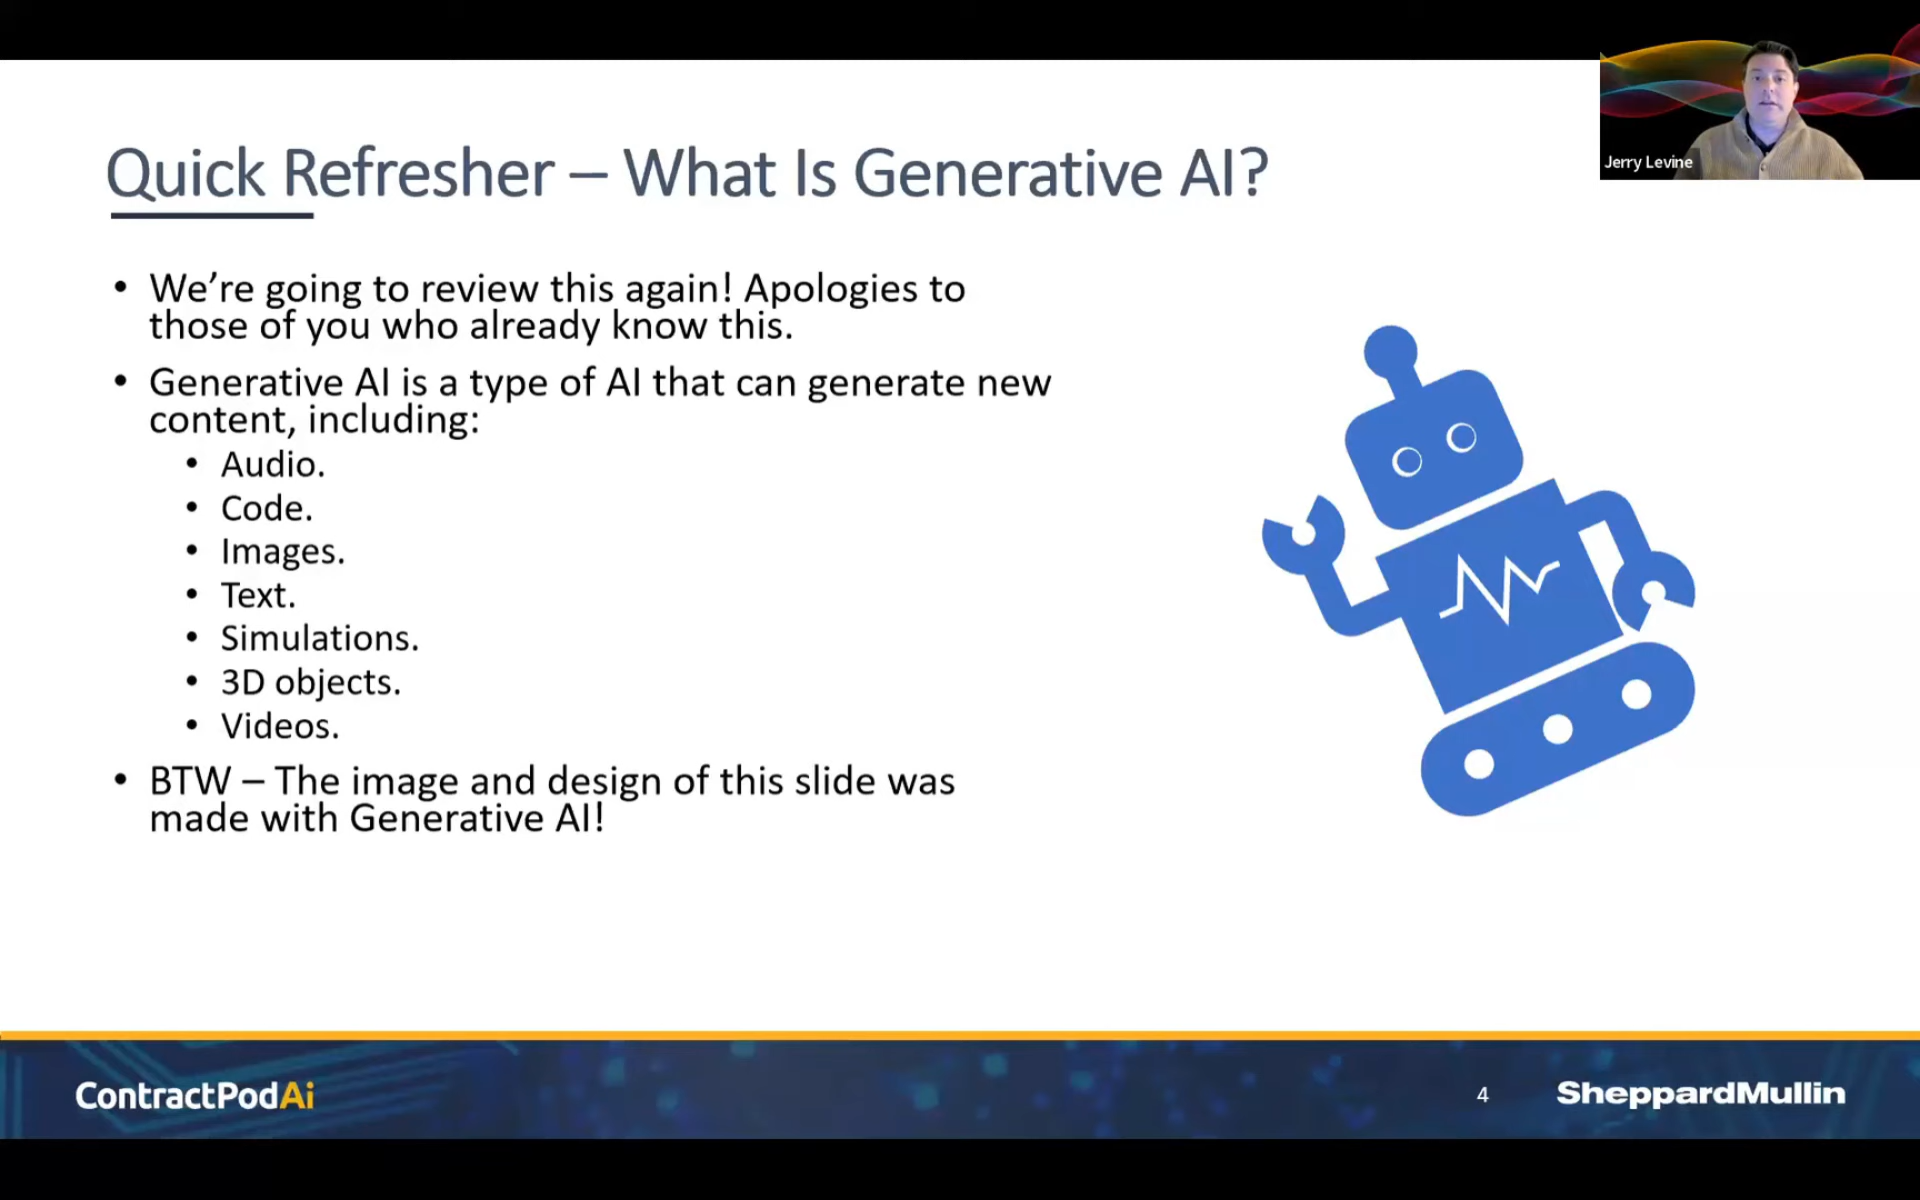 Jerry Levine
Quick Refresher – What Is Generative AI?
• We’re going to review this again! Apologies to
those of you who already know this.
• Generative AI is a type of AI that can generate new
content, including:
• Audio.
• Code.
• Images.
• Text.
• Simulations.
• 3D objects.
• Videos.
• BTW – The image and design of this slide was
made with Generative AI!
ContractPodAi
4
SheppardMullin